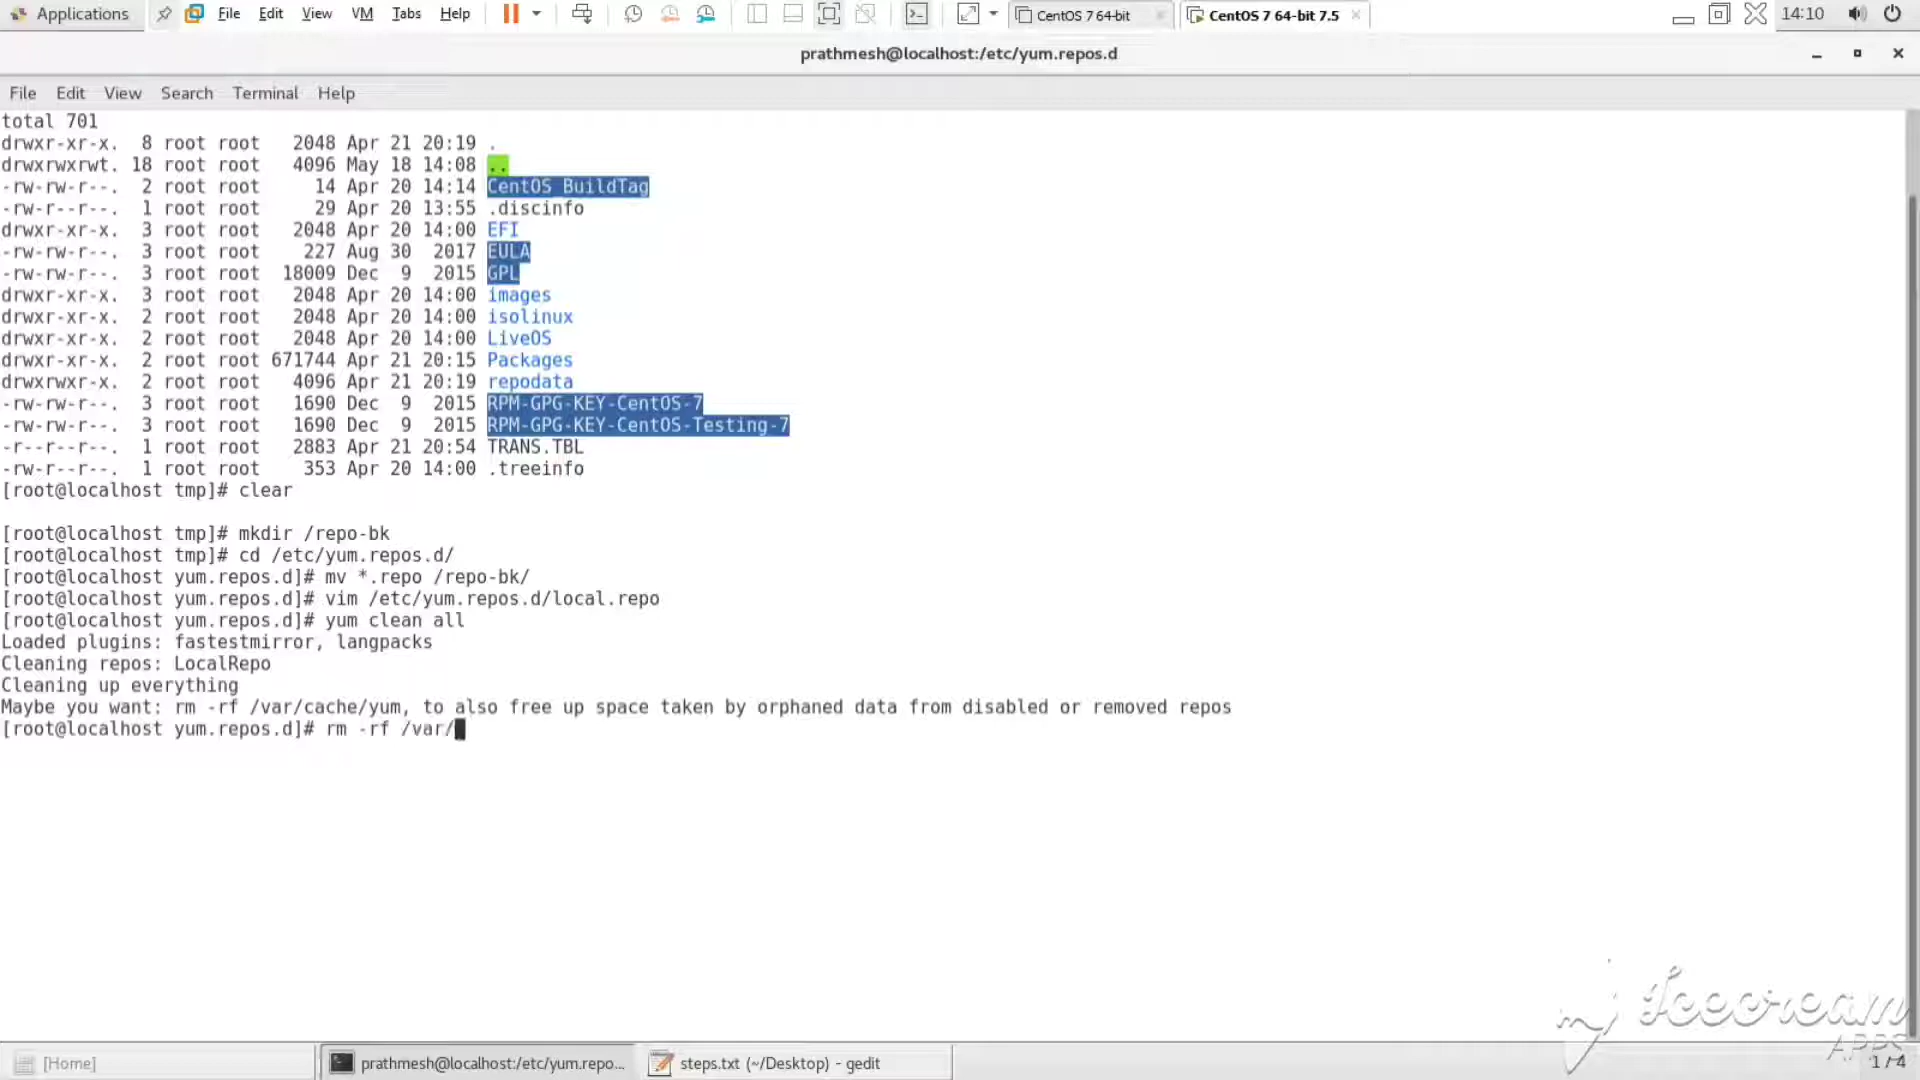 Applications File Edit View VM Tabs Help CentOS 7 64-bit CentOS 7 64-bit 7.5 14:10
prathmesh@localhost:/etc/yum.repos.d
File Edit View Search Terminal Help
total 701
drwxr-xr-x. 8 root root 2048 Apr 21 20:19 .
drwxrwxrwt. 18 root root 4096 May 18 14:08 ..
-rw-rw-r--. 2 root root 14 Apr 20 14:14 CentOS_BuildTag
-rw-r--r--. 1 root root 29 Apr 20 13:55 .discinfo
drwxr-xr-x. 3 root root 2048 Apr 20 14:00 EFI
-rw-rw-r--. 3 root root 227 Aug 30 2017 EULA
-rw-rw-r--. 3 root root 18009 Dec 9 2015 GPL
drwxr-xr-x. 3 root root 2048 Apr 20 14:00 images
drwxr-xr-x. 2 root root 2048 Apr 20 14:00 isolinux
drwxr-xr-x. 2 root root 2048 Apr 20 14:00 LiveOS
drwxr-xr-x. 2 root root 671744 Apr 21 20:15 Packages
drwxrwxr-x. 2 root root 4096 Apr 21 20:19 repodata
-rw-rw-r--. 3 root root 1690 Dec 9 2015 RPM-GPG-KEY-CentOS-7
-rw-rw-r--. 3 root root 1690 Dec 9 2015 RPM-GPG-KEY-CentOS-Testing-7
-r--r--r--. 1 root root 2883 Apr 21 20:54 TRANS.TBL
-rw-r--r--. 1 root root 353 Apr 20 14:00 .treeinfo
[root@localhost tmp]# clear
[root@localhost tmp]# mkdir /repo-bk
[root@localhost tmp]# cd /etc/yum.repos.d/
[root@localhost yum.repos.d]# mv *.repo /repo-bk/
[root@localhost yum.repos.d]# vim /etc/yum.repos.d/local.repo
[root@localhost yum.repos.d]# yum clean all
Loaded plugins: fastestmirror, langpacks
Cleaning repos: LocalRepo
Cleaning up everything
Maybe you want: rm -rf /var/cache/yum, to also free up space taken by orphaned data from disabled or removed repos
[root@localhost yum.repos.d]# rm -rf /var/
Icecream
APPS
[Home] prathmesh@localhost:/etc/yum.repo... steps.txt (~/Desktop) - gedit 1 / 4